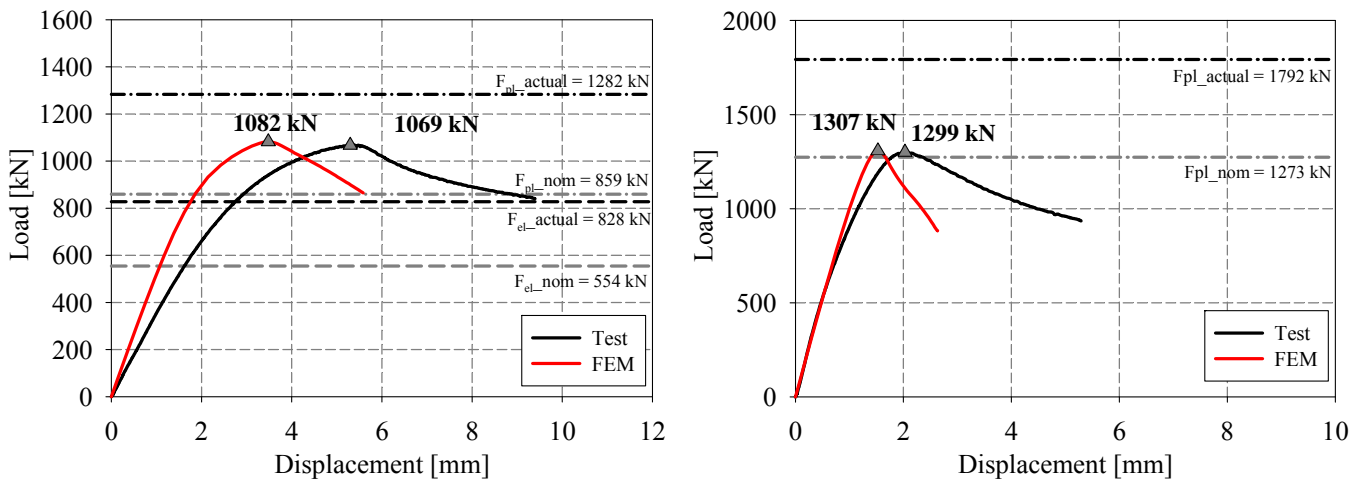 1600
1400
1200
1000
800
600
400
200
0
Load [kN]
F_pl_actual = 1282 kN
1082 kN
1069 kN
F_pl_nom = 859 kN
F_el_actual = 828 kN
F_el_nom = 554 kN
Test
FEM
0 2 4 6 8 10 12
Displacement [mm]
2000
1500
1000
500
0
Load [kN]
Fpl_actual = 1792 kN
1307 kN
1299 kN
Fpl_nom = 1273 kN
Test
FEM
0 2 4 6 8 10
Displacement [mm]